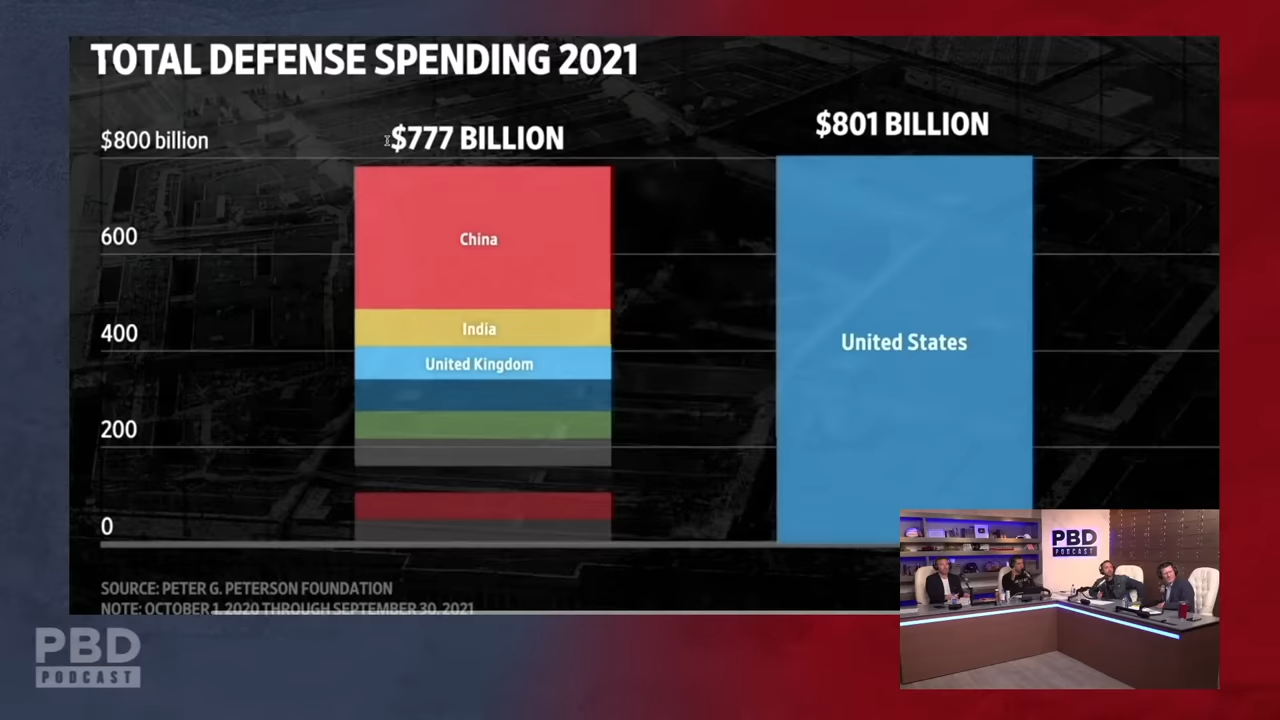 TOTAL DEFENSE SPENDING 2021
$800 billion
$777 BILLION
$801 BILLION
600
China
400
India
United Kingdom
United States
200
0
SOURCE: PETER G. PETERSON FOUNDATION
NOTE: OCTOBER 1, 2020 THROUGH SEPTEMBER 30, 2021
PBD
PODCAST
PBD
PODCAST